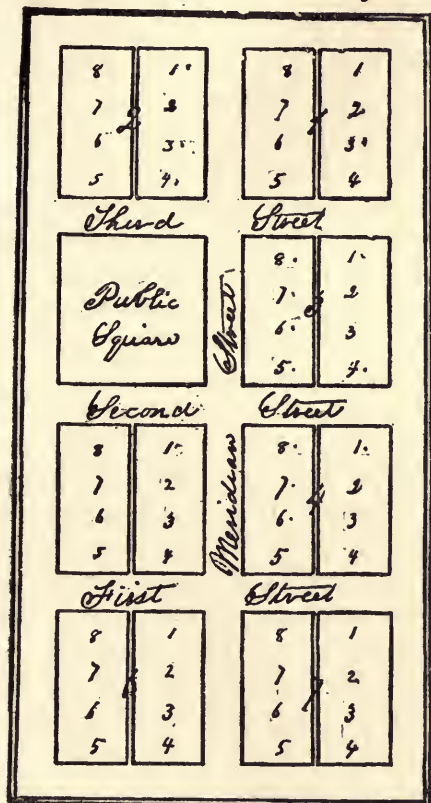 8 1 8 1
7 2 2 7 1 2
6 3 6 3
5 4 5 4
Third Street
Public
Square
8 1
7 3 2
6 3
5 4
Second Street
Meridian Street
8 1 8 1
7 2 7 4 2
6 3 6 3
5 4 5 4
First Street
8 1 8 1
7 2 7 2
6 3 6 3
5 4 5 4